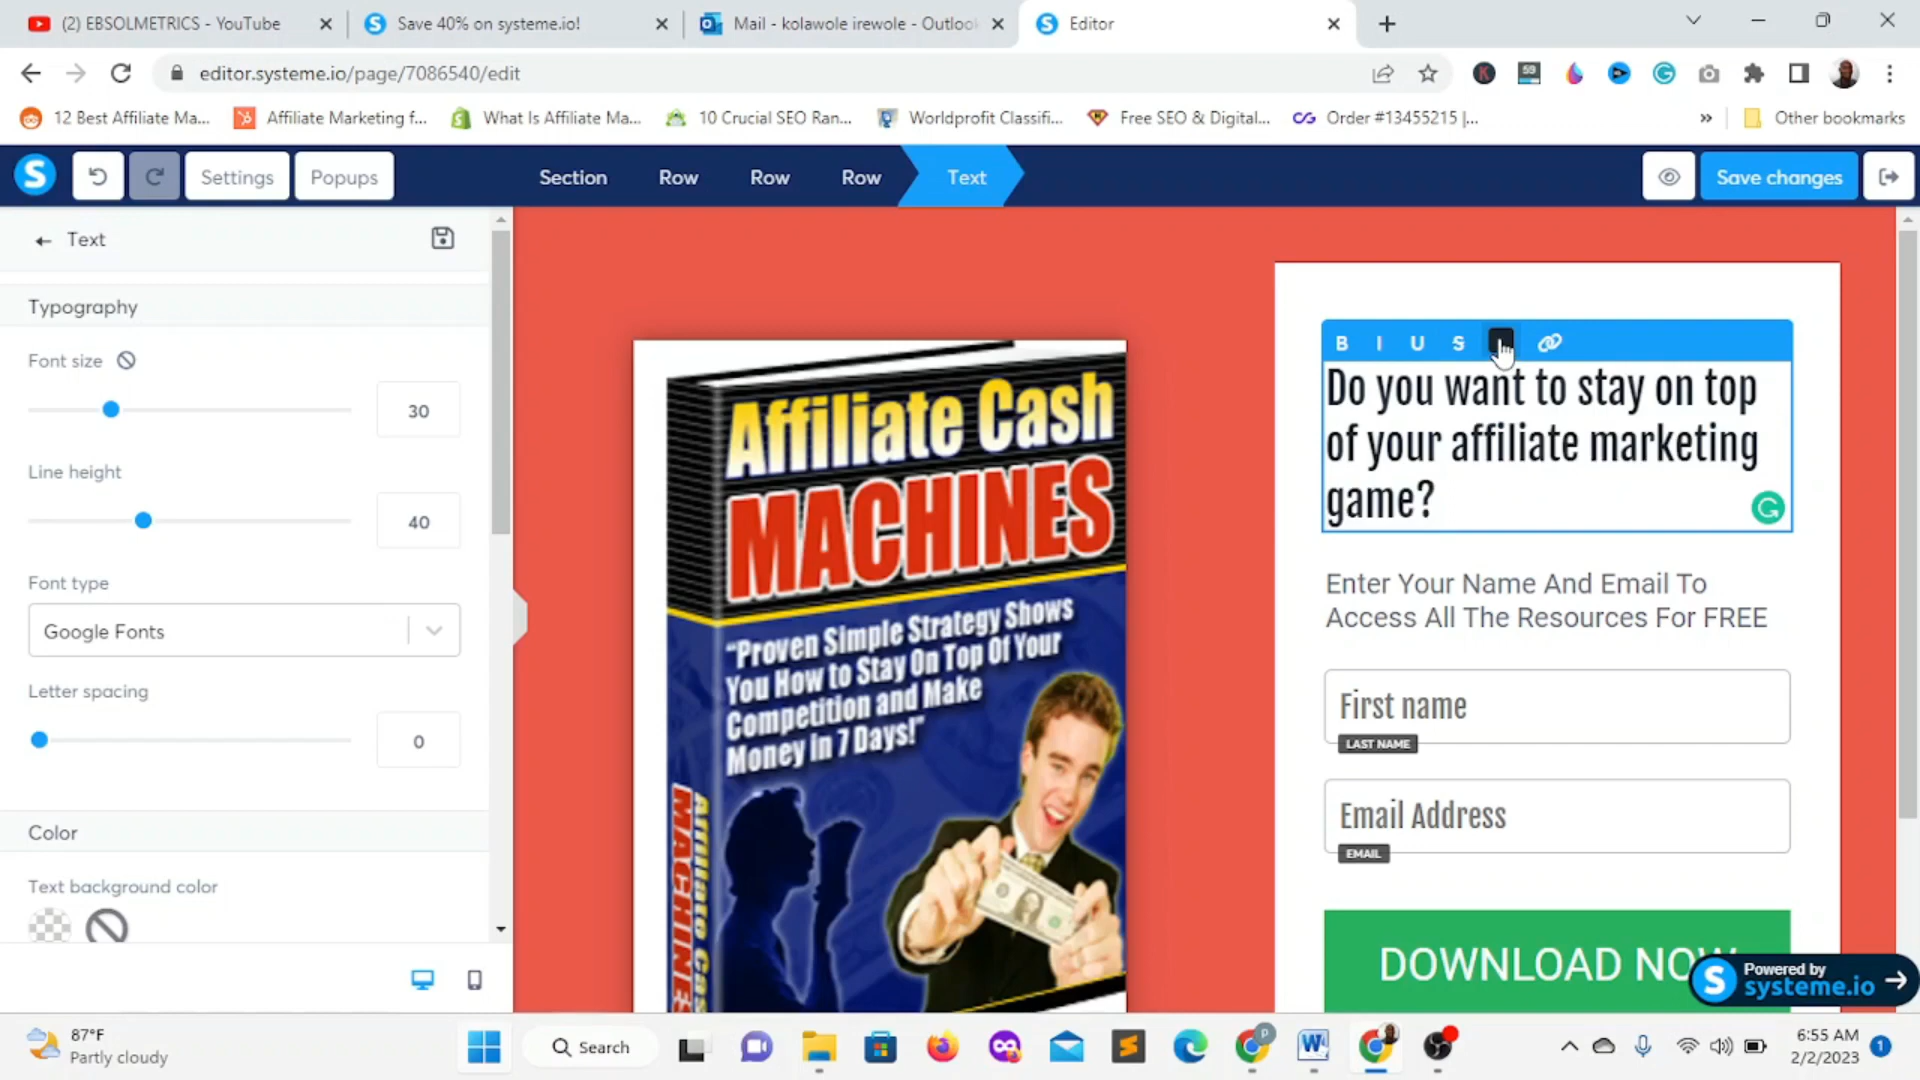 (2) EBSOLMETRICS - YouTube
Save 40% on systeme.io!
Mail - kolawole irewole - Outlook
Editor
editor.systeme.io/page/7086540/edit
59
12 Best Affiliate Ma...
Affiliate Marketing f...
What Is Affiliate Ma...
10 Crucial SEO Ran...
Worldprofit Classifi...
Free SEO & Digital...
Order #13455215 |...
Other bookmarks
Settings
Popups
Section
Row
Row
Row
Text
Save changes
Text
Typography
Font size
30
Line height
40
Font type
Google Fonts
Letter spacing
0
Color
Text background color
Affiliate Cash
MACHINES
"Proven Simple Strategy Shows
You How to Stay On Top Of Your
Competition and Make
Money in 7 Days!"
Affiliate Cas
MACHINES
B I U S
Do you want to stay on top
of your affiliate marketing
game?
Enter Your Name And Email To
Access All The Resources For FREE
First name
LAST NAME
Email Address
EMAIL
DOWNLOAD NOW
Powered by
systeme.io
87°F
Partly cloudy
Search
6:55 AM
2/2/2023
1